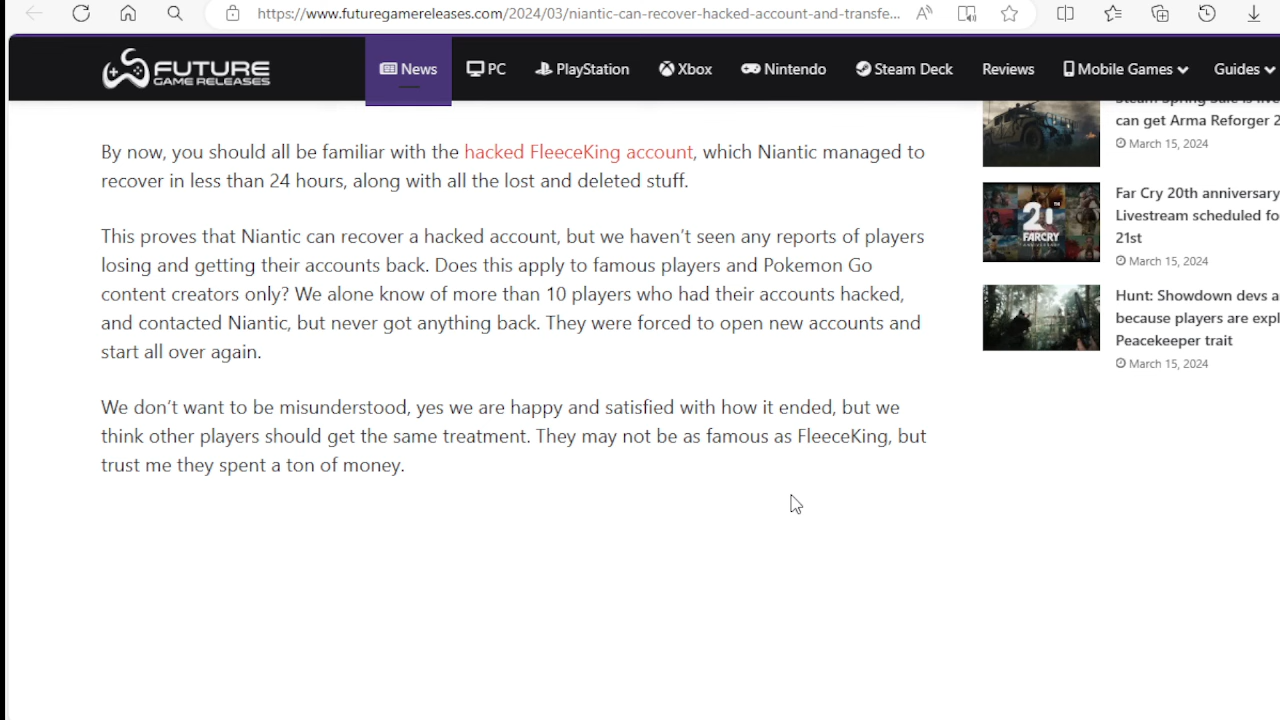 https://www.futuregamereleases.com/2024/03/niantic-can-recover-hacked-account-and-transfe...
FUTURE
GAME RELEASES
News
PC
PlayStation
Xbox
Nintendo
Steam Deck
Reviews
Mobile Games
Guides
By now, you should all be familiar with the hacked FleeceKing account, which Niantic managed to
recover in less than 24 hours, along with all the lost and deleted stuff.
This proves that Niantic can recover a hacked account, but we haven't seen any reports of players
losing and getting their accounts back. Does this apply to famous players and Pokemon Go
content creators only? We alone know of more than 10 players who had their accounts hacked,
and contacted Niantic, but never got anything back. They were forced to open new accounts and
start all over again.
We don't want to be misunderstood, yes we are happy and satisfied with how it ended, but we
think other players should get the same treatment. They may not be as famous as FleeceKing, but
trust me they spent a ton of money.
Steam Spring Sale is live
can get Arma Reforger 2
March 15, 2024
FARCRY
Far Cry 20th anniversary
Livestream scheduled fo
21st
March 15, 2024
Hunt: Showdown devs a
because players are expl
Peacekeeper trait
March 15, 2024